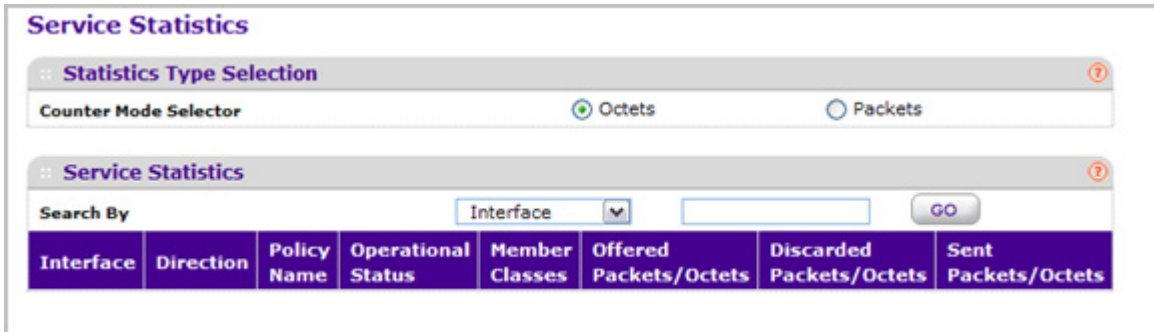 Service Statistics
:: Statistics Type Selection ?
Counter Mode Selector Octets Packets
:: Service Statistics ?
Search By Interface GO
Interface Direction Policy Name Operational Status Member Classes Offered Packets/Octets Discarded Packets/Octets Sent Packets/Octets